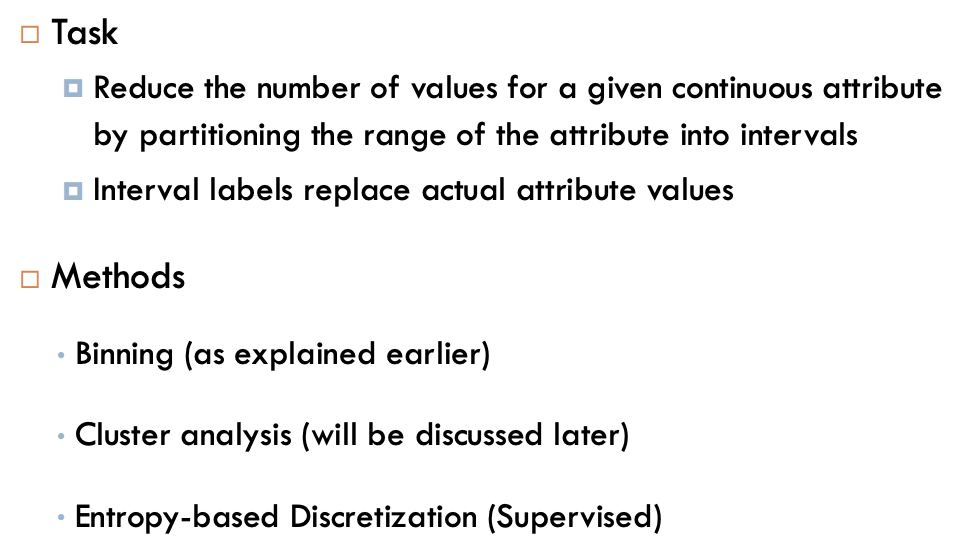 Task
Reduce the number of values for a given continuous attribute
by partitioning the range of the attribute into intervals
Interval labels replace actual attribute values
Methods
Binning (as explained earlier)
Cluster analysis (will be discussed later)
Entropy-based Discretization (Supervised)